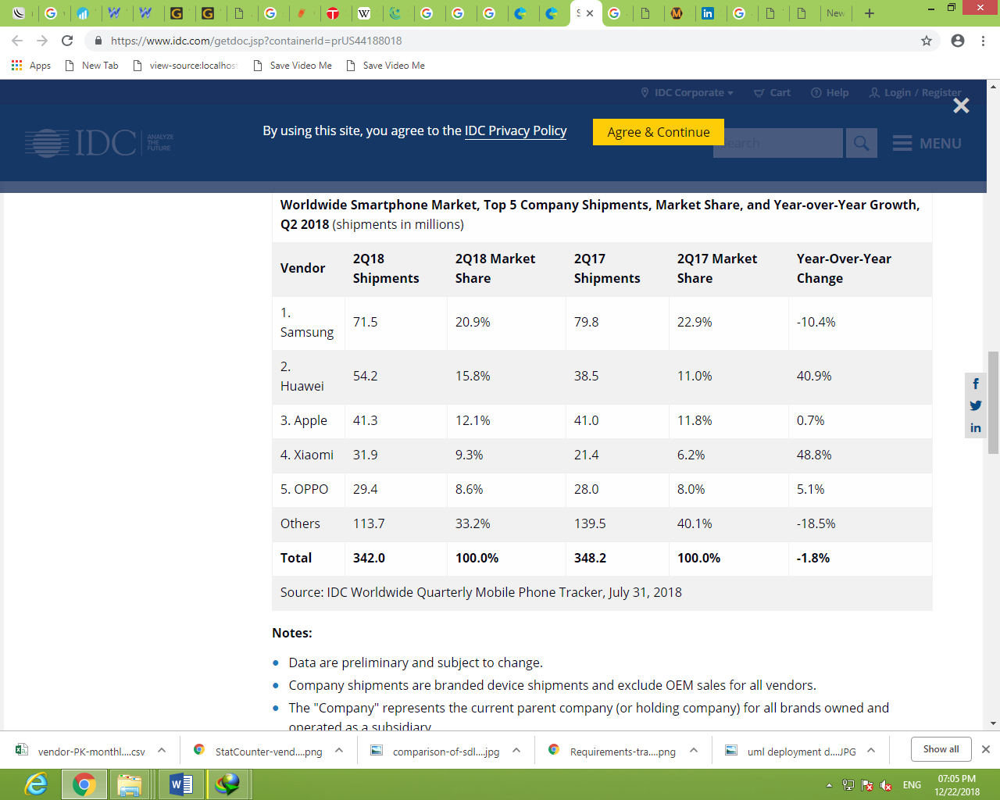 S
New
https://www.idc.com/getdoc.jsp?containerId=prUS44188018
Apps New Tab view-source:localhost Save Video Me Save Video Me
IDC Corporate Cart Help Login / Register
IDC ANALYZE THE FUTURE
By using this site, you agree to the IDC Privacy Policy Agree & Continue
MENU
Worldwide Smartphone Market, Top 5 Company Shipments, Market Share, and Year-over-Year Growth,
Q2 2018 (shipments in millions)
Vendor 2Q18 Shipments 2Q18 Market Share 2Q17 Shipments 2Q17 Market Share Year-Over-Year Change
1. Samsung 71.5 20.9% 79.8 22.9% -10.4%
2. Huawei 54.2 15.8% 38.5 11.0% 40.9%
3. Apple 41.3 12.1% 41.0 11.8% 0.7%
4. Xiaomi 31.9 9.3% 21.4 6.2% 48.8%
5. OPPO 29.4 8.6% 28.0 8.0% 5.1%
Others 113.7 33.2% 139.5 40.1% -18.5%
Total 342.0 100.0% 348.2 100.0% -1.8%
Source: IDC Worldwide Quarterly Mobile Phone Tracker, July 31, 2018
Notes:
Data are preliminary and subject to change.
Company shipments are branded device shipments and exclude OEM sales for all vendors.
The "Company" represents the current parent company (or holding company) for all brands owned and
operated as a subsidiary
vendor-PK-monthl....csv StatCounter-vend....png comparison-of-sdl....jpg Requirements-tra....png uml deployment d....JPG Show all
ENG
07:05 PM
12/22/2018